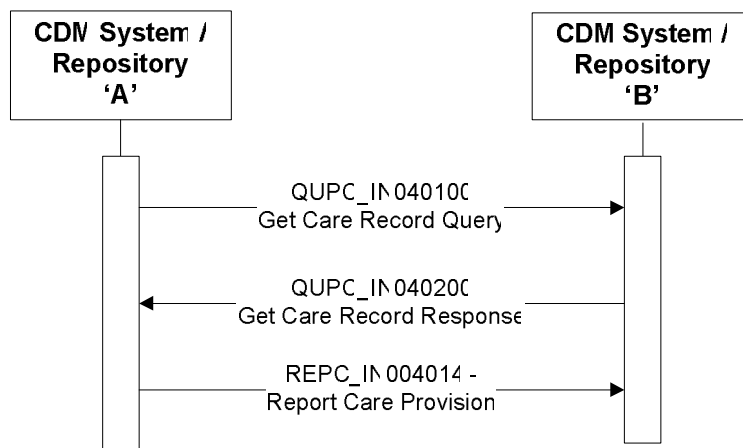 CDM System /
Repository
‘A’
CDM System /
Repository
‘B’
QUPC_IN040100
Get Care Record Query
QUPC_IN040200
Get Care Record Response
REPC_IN004014 -
Report Care Provision